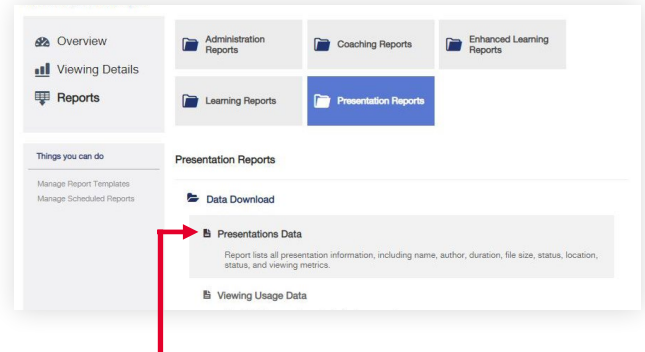 Overview
Viewing Details
Reports
Administration
Reports
Coaching Reports
Enhanced Learning
Reports
Learning Reports
Presentation Reports
Things you can do
Manage Report Templates
Manage Scheduled Reports
Presentation Reports
Data Download
Presentations Data
Report lists all presentation information, including name, author, duration, file size, status, location,
status, and viewing metrics.
Viewing Usage Data